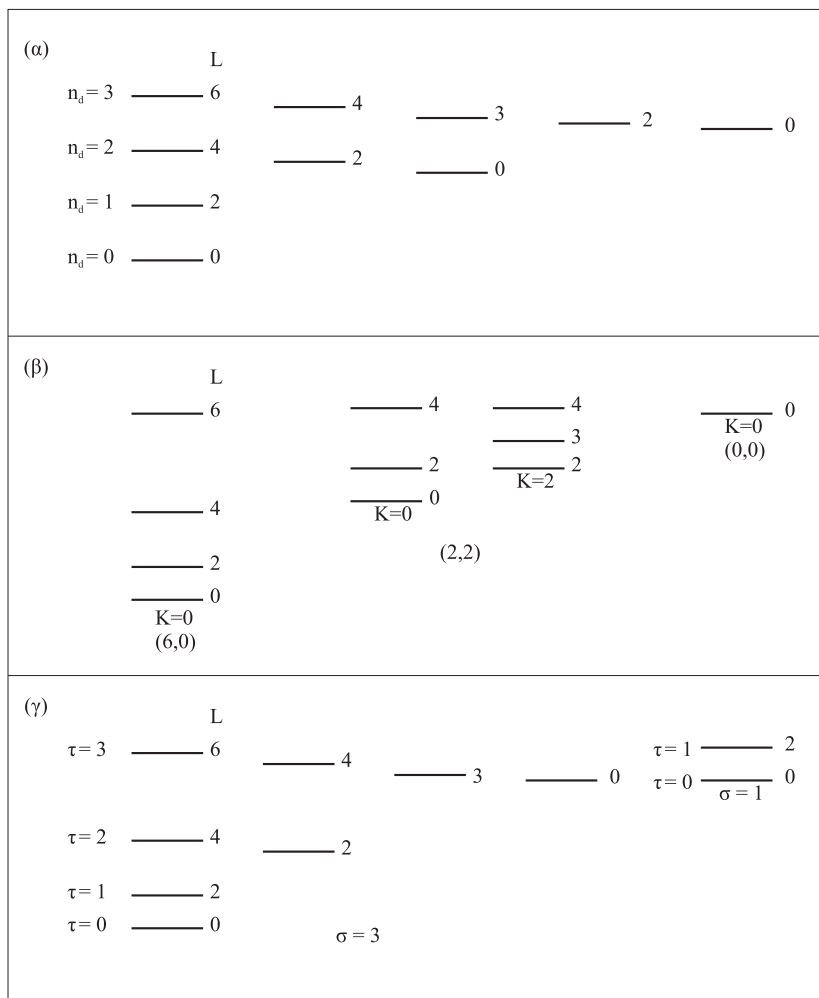 (α)
L
n_d = 3 6 4 3 2 0
n_d = 2 4 2 0
n_d = 1 2
n_d = 0 0
(β)
L
6 4 4 0
3 K=0
2 2 (0,0)
0 K=2
K=0
4
(2,2)
2
0
K=0
(6,0)
(γ)
L
τ = 3 6 4 3 0 τ = 1 2
τ = 0 0
σ = 1
τ = 2 4 2
τ = 1 2
τ = 0 0 σ = 3